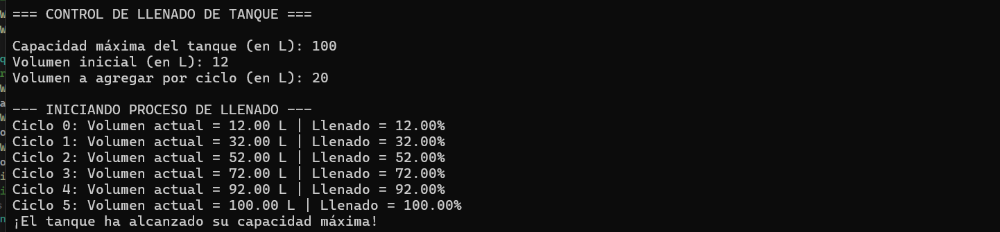 === CONTROL DE LLENADO DE TANQUE ===
Capacidad máxima del tanque (en L): 100
Volumen inicial (en L): 12
Volumen a agregar por ciclo (en L): 20
--- INICIANDO PROCESO DE LLENADO ---
Ciclo 0: Volumen actual = 12.00 L | Llenado = 12.00%
Ciclo 1: Volumen actual = 32.00 L | Llenado = 32.00%
Ciclo 2: Volumen actual = 52.00 L | Llenado = 52.00%
Ciclo 3: Volumen actual = 72.00 L | Llenado = 72.00%
Ciclo 4: Volumen actual = 92.00 L | Llenado = 92.00%
Ciclo 5: Volumen actual = 100.00 L | Llenado = 100.00%
¡El tanque ha alcanzado su capacidad máxima!